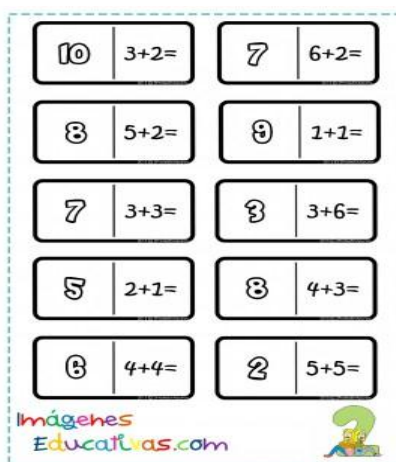 10 3+2= 7 6+2=
8 5+2= 9 1+1=
7 3+3= 3 3+6=
5 2+1= 8 4+3=
6 4+4= 2 5+5=
Imágenes
Educativas.com